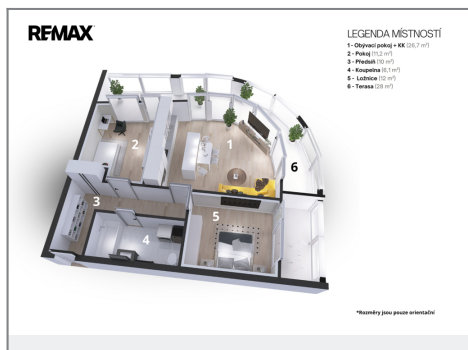 RE/MAX
LEGENDA MÍSTNOSTÍ
1 - Obývací pokoj + KK (26,7 m²)
2 - Pokoj (11,2 m²)
3 - Předsíň (10 m²)
4 - Koupelna (6,1 m²)
5 - Ložnice (12 m²)
6 - Terasa (28 m²)
1
2
6
3
5
4
*Rozměry jsou pouze orientační